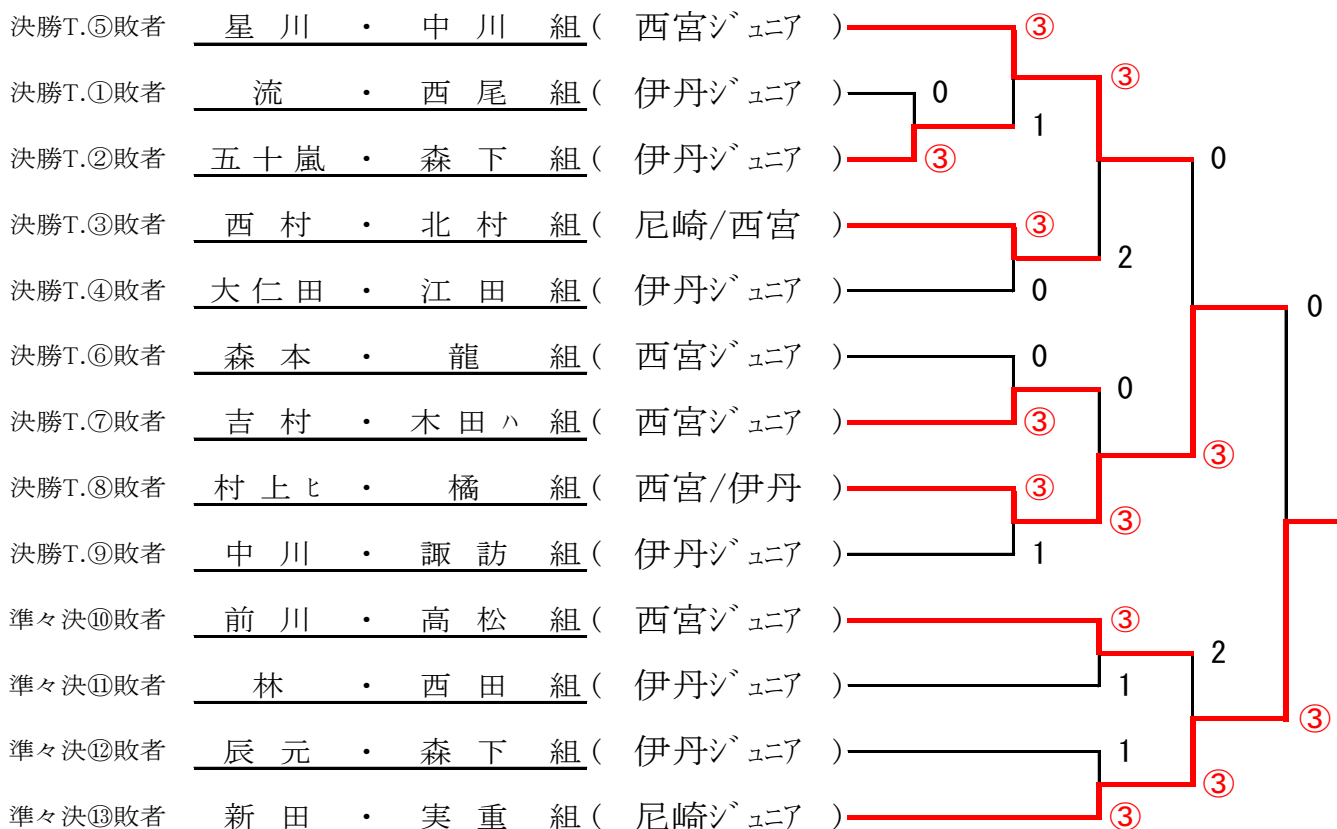 決勝T.⑤敗者 星川・中川 組( 西宮ｼﾞｭﾆｱ ) ③
③
決勝T.①敗者 流・西尾 組( 伊丹ｼﾞｭﾆｱ ) 0
1
決勝T.②敗者 五十嵐・森下 組( 伊丹ｼﾞｭﾆｱ ) ③ 0
決勝T.③敗者 西村・北村 組( 尼崎/西宮 ) ③
2
決勝T.④敗者 大仁田・江田 組( 伊丹ｼﾞｭﾆｱ ) 0
0
決勝T.⑥敗者 森本・龍 組( 西宮ｼﾞｭﾆｱ ) 0
0
決勝T.⑦敗者 吉村・木田ﾊ 組( 西宮ｼﾞｭﾆｱ ) ③
③
決勝T.⑧敗者 村上ﾋ・橘 組( 西宮/伊丹 ) ③
③
決勝T.⑨敗者 中川・諏訪 組( 伊丹ｼﾞｭﾆｱ ) 1
準々決⑩敗者 前川・高松 組( 西宮ｼﾞｭﾆｱ ) ③
2
準々決⑪敗者 林・西田 組( 伊丹ｼﾞｭﾆｱ ) 1
③
準々決⑫敗者 辰元・森下 組( 伊丹ｼﾞｭﾆｱ ) 1
③
準々決⑬敗者 新田・実重 組( 尼崎ｼﾞｭﾆｱ ) ③